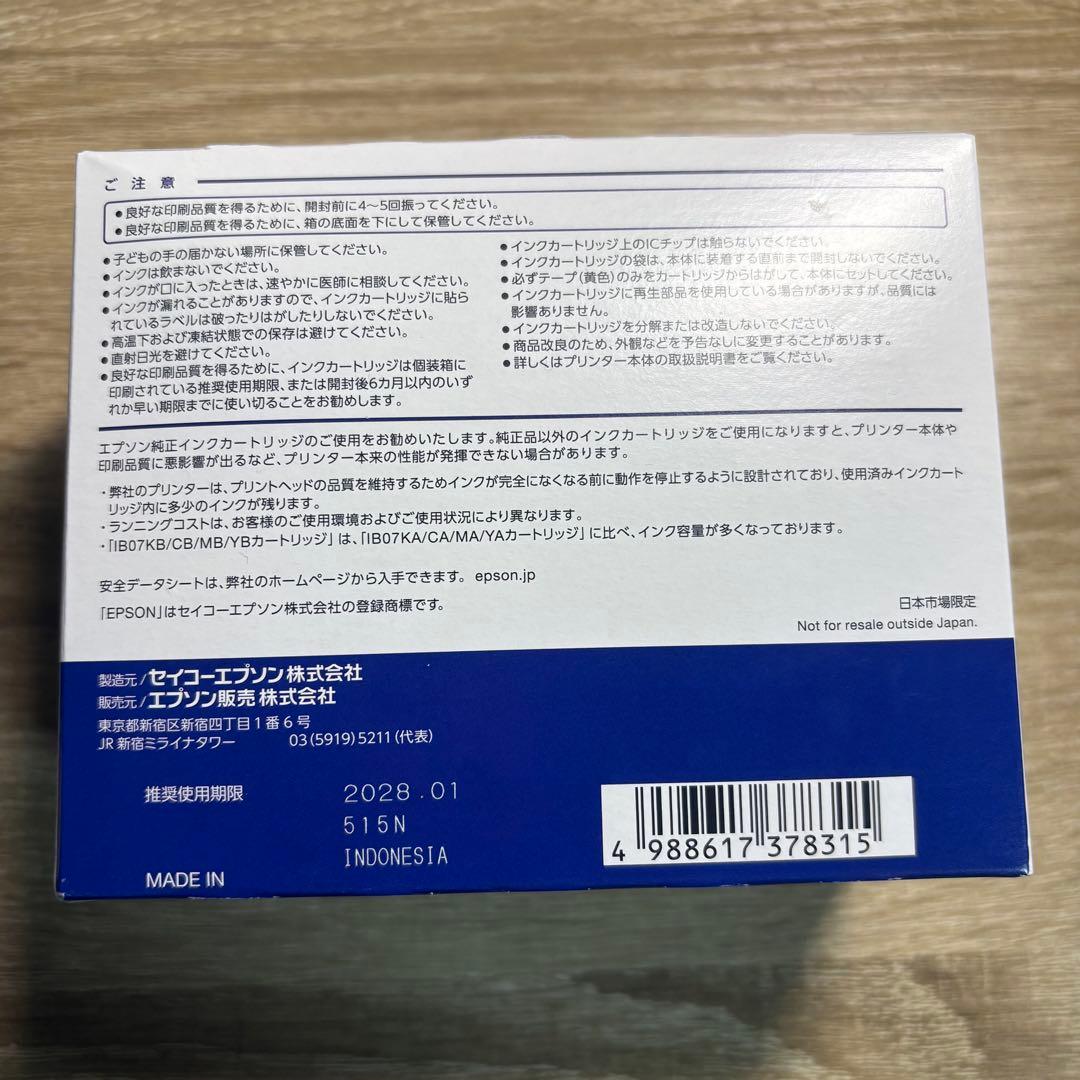 ご注意
●良好な印刷品質を得るために、開封前に4～5回振ってください。
●良好な印刷品質を得るために、箱の底面を下にして保管してください。
●子どもの手の届かない場所に保管してください。
●インクは飲まないでください。
●インクが口に入ったときは、速やかに医師に相談してください。
●インクが漏れることがありますので、インクカートリッジに貼ら
れているラベルは破ったりはがしたりしないでください。
●高温下および凍結状態での保存は避けてください。
●直射日光を避けてください。
●良好な印刷品質を得るために、インクカートリッジは個装箱に
印刷されている推奨使用期限、または開封後6カ月以内のいず
れか早い期限までに使い切ることをお勧めします。
●インクカートリッジ上のICチップは触らないでください。
●インクカートリッジの袋は、本体に装着する直前まで開封しないでください。
●必ずテープ(黄色)のみをカートリッジからはがして、本体にセットしてください。
●インクカートリッジに再生部品を使用している場合がありますが、品質には
影響ありません。
●インクカートリッジを分解または改造しないでください。
●商品改良のため、外観などを予告なしに変更することがあります。
●詳しくはプリンター本体の取扱説明書をご覧ください。
エプソン純正インクカートリッジのご使用をお勧めいたします。純正品以外のインクカートリッジをご使用になりますと、プリンター本体や
印刷品質に悪影響が出るなど、プリンター本来の性能が発揮できない場合があります。
・弊社のプリンターは、プリントヘッドの品質を維持するためインクが完全になくなる前に動作を停止するように設計されており、使用済みインクカート
リッジ内に多少のインクが残ります。
・ランニングコストは、お客様のご使用環境およびご使用状況により異なります。
・「IB07KB/CB/MB/YBカートリッジ」は、「IB07KA/CA/MA/YAカートリッジ」に比べ、インク容量が多くなっております。
安全データシートは、弊社のホームページから入手できます。 epson.jp
「EPSON」はセイコーエプソン株式会社の登録商標です。
日本市場限定
Not for resale outside Japan.
製造元/セイコーエプソン株式会社
販売元/エプソン販売株式会社
東京都新宿区新宿四丁目1番6号
JR新宿ミライナタワー 03(5919)5211(代表)
推奨使用期限 2028.01
515N
INDONESIA
MADE IN
4 988617 378315